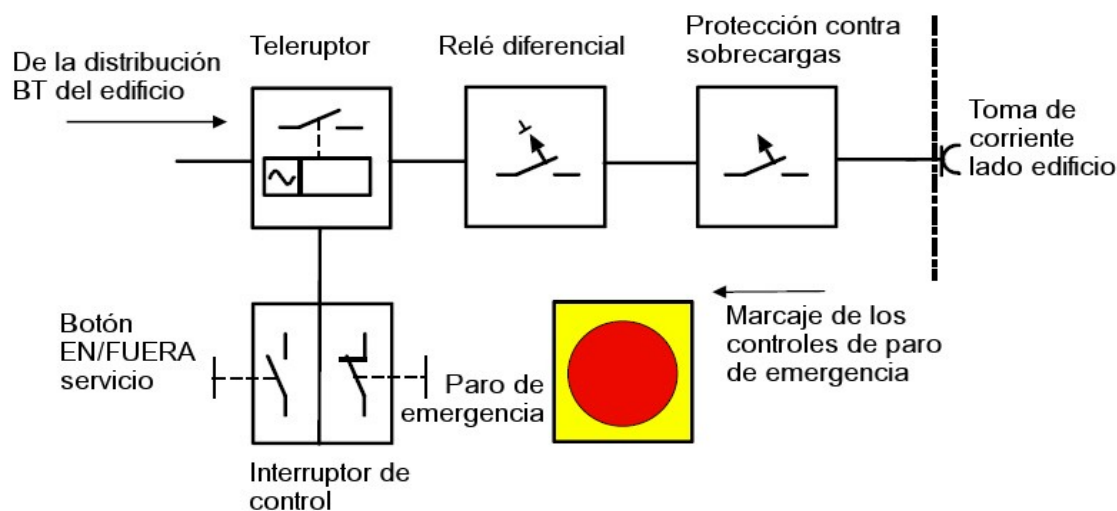 De la distribución
BT del edificio
Teleruptor
Relé diferencial
Protección contra
sobrecargas
Toma de
corriente
lado edificio
Botón
EN/FUERA
servicio
Paro de
emergencia
Marcaje de los
controles de paro
de emergencia
Interruptor de
control